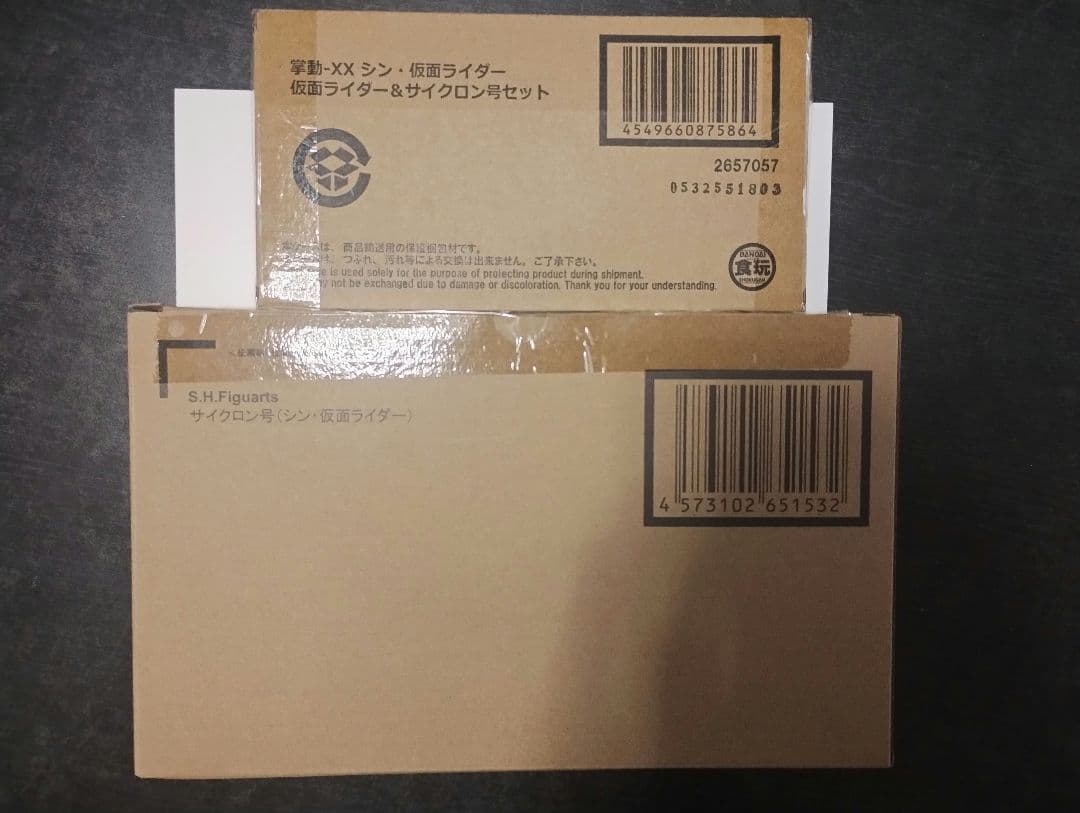 掌動-XX シン・仮面ライダー
仮面ライダー&サイクロン号セット
4549660875864
2657057
0532551803
は、商品輸送用の保護梱包材です。
つぶれ、汚れ等による交換は出来ません。ご了承下さい。
is used solely for the purpose of protecting product during shipment.
not be exchanged due to damage or discoloration. Thank you for your understanding.
BANDAI
食玩
SHOKUGAN
S.H.Figuarts
サイクロン号(シン・仮面ライダー)
4 573102 651532